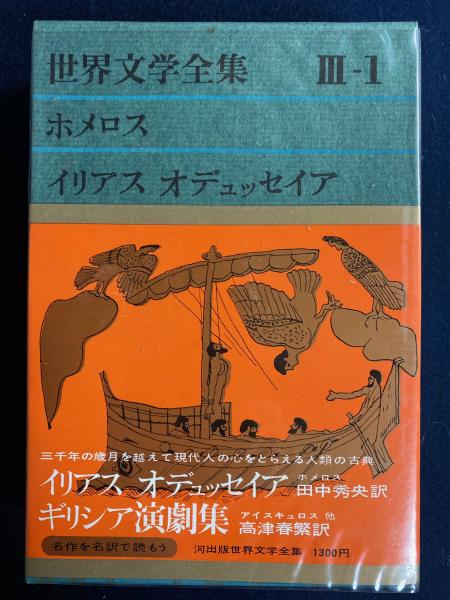 世界文学全集 III-1
ホメロス
イリアス オデュッセイア
三千年の歳月を越えて現代人の心をとらえる人類の古典
イリアス オデュッセイア ホメロス 田中秀央訳
ギリシア演劇集 アイスキュロス 他 高津春繁訳
名作を名訳で読もう 河出版世界文学全集 1300円